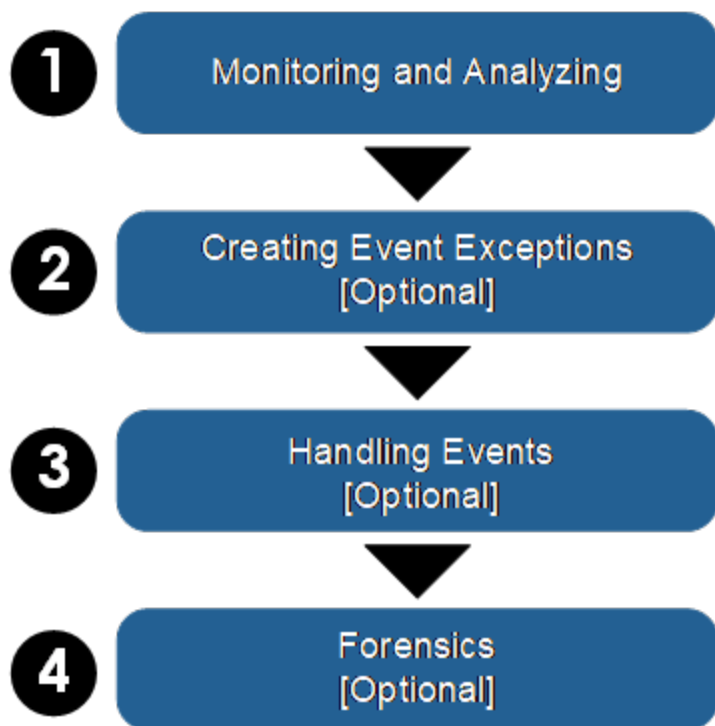 1
Monitoring and Analyzing
2
Creating Event Exceptions
[Optional]
3
Handling Events
[Optional]
4
Forensics
[Optional]